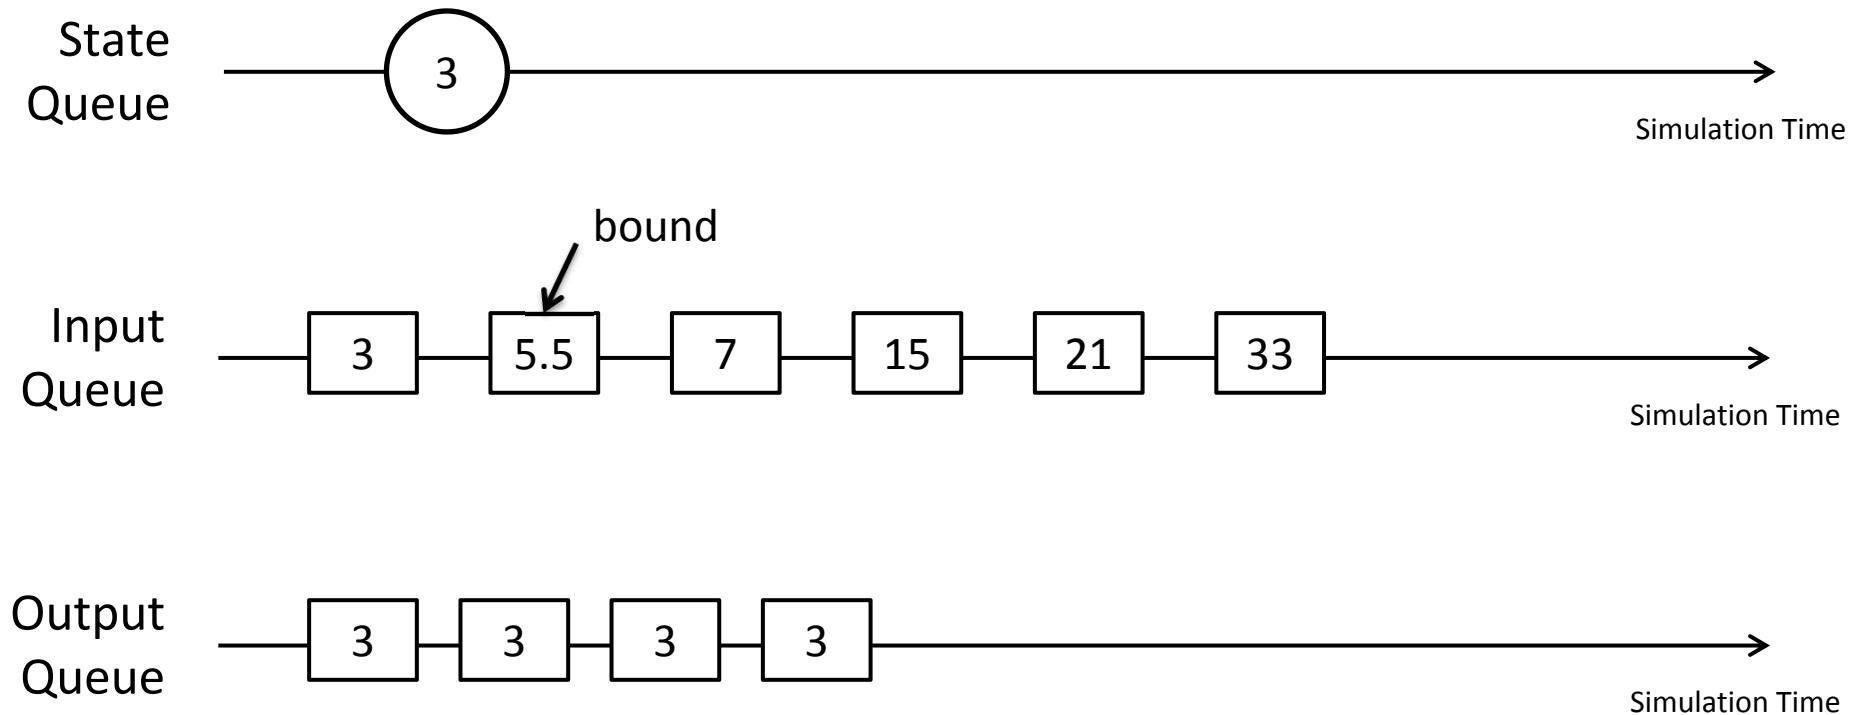 State
Queue
3
Simulation Time
bound
Input
Queue
3 5.5 7 15 21 33
Simulation Time
Output
Queue
3 3 3 3
Simulation Time